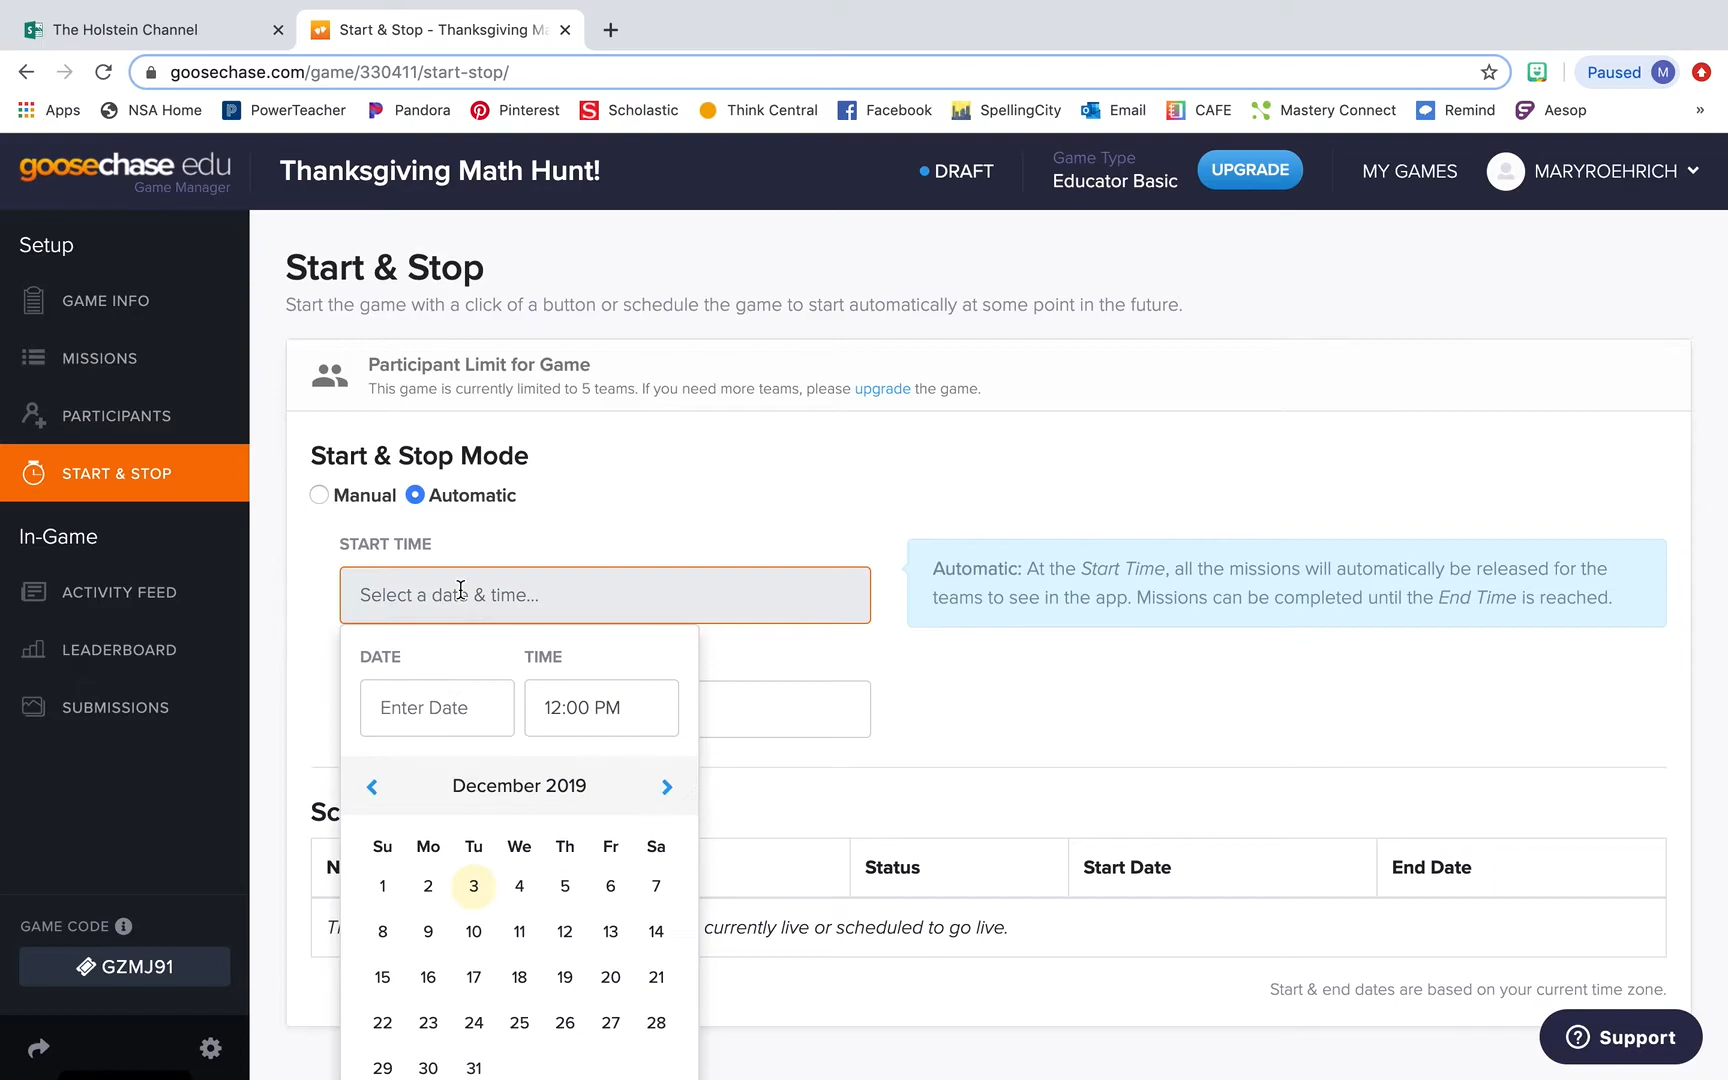 The Holstein Channel
Start & Stop - Thanksgiving Ma
goosechase.com/game/330411/start-stop/
Paused M
Apps NSA Home PowerTeacher Pandora Pinterest Scholastic Think Central Facebook SpellingCity Email CAFE Mastery Connect Remind Aesop »
goosechase edu
Game Manager
Thanksgiving Math Hunt!
DRAFT
Game Type
Educator Basic
UPGRADE
MY GAMES
MARYROEHRICH
Setup
GAME INFO
MISSIONS
PARTICIPANTS
START & STOP
In-Game
ACTIVITY FEED
LEADERBOARD
SUBMISSIONS
GAME CODE
GZMJ91
Start & Stop
Start the game with a click of a button or schedule the game to start automatically at some point in the future.
Participant Limit for Game
This game is currently limited to 5 teams. If you need more teams, please upgrade the game.
Start & Stop Mode
Manual Automatic
START TIME
Select a date & time...
Automatic: At the Start Time, all the missions will automatically be released for the
teams to see in the app. Missions can be completed until the End Time is reached.
DATE TIME
Enter Date 12:00 PM
December 2019
Su Mo Tu We Th Fr Sa
1 2 3 4 5 6 7
8 9 10 11 12 13 14
15 16 17 18 19 20 21
22 23 24 25 26 27 28
29 30 31
Sc
N Status Start Date End Date
currently live or scheduled to go live.
Start & end dates are based on your current time zone.
Support